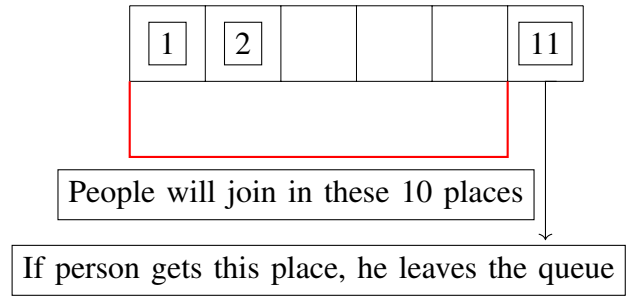 1 2 11
People will join in these 10 places
If person gets this place, he leaves the queue